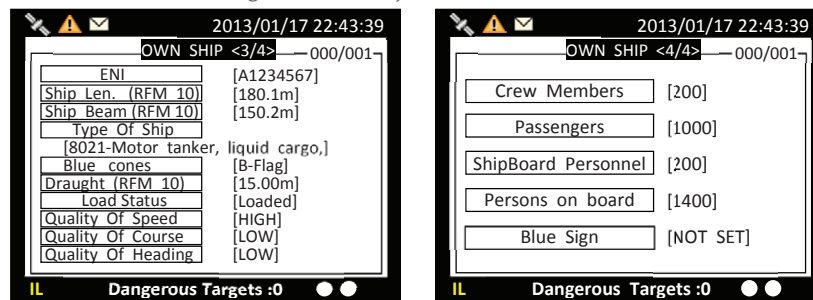 2013/01/17 22:43:39
OWN SHIP <3/4>
000/001
ENI [A1234567]
Ship Len. (RFM 10) [180.1m]
Ship Beam (RFM 10) [150.2m]
Type Of Ship
[8021-Motor tanker, liquid cargo,]
Blue cones [B-Flag]
Draught (RFM 10) [15.00m]
Load Status [Loaded]
Quality Of Speed [HIGH]
Quality Of Course [LOW]
Quality Of Heading [LOW]
IL Dangerous Targets :0
2013/01/17 22:43:39
OWN SHIP <4/4>
000/001
Crew Members [200]
Passengers [1000]
ShipBoard Personnel [200]
Persons on board [1400]
Blue Sign [NOT SET]
IL Dangerous Targets :0